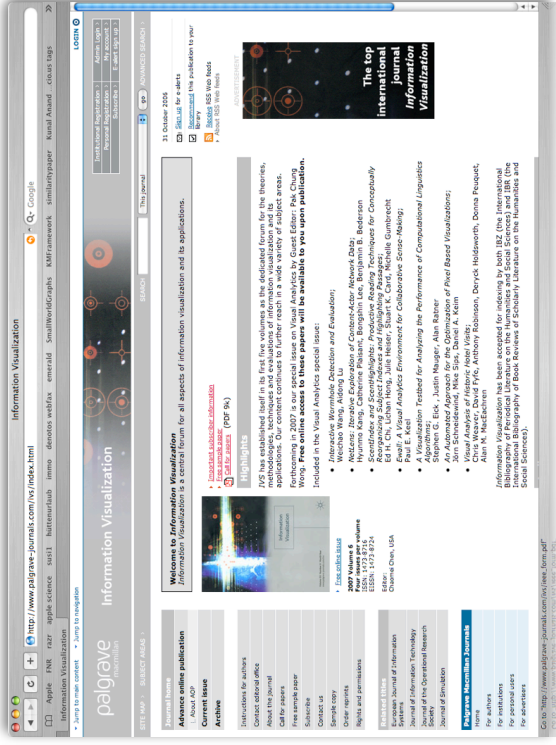 Information Visualization
http://www.palgrave-journals.com/ivs/index.html
Google
Apple FNR razr apple science susi1 huttenurlaub immo denotos webfax emerald SmallWorldGraphs KMFramework similaritypaper Kunal Anand cio.us tags
Information Visualization
Jump to main content Jump to navigation
LOGIN
palgrave
macmillan
Information Visualization
Institutional Registration Admin Login
Personal Registration My account
Subscribe E-alert sign up
SITE MAP SUBJECT AREAS SEARCH This journal go ADVANCED SEARCH
Journal home
Advance online publication
About AOP
Current issue
Archive
Instructions for authors
Contact editorial office
About the journal
Call for papers
Free sample paper
Subscribe
Contact us
Sample copy
Order reprints
Rights and permissions
Related titles
European Journal of Information
Systems
Journal of Information Technology
Journal of the Operational Research
Society
Journal of Simulation
Palgrave Macmillan Journals
Home
For authors
For institutions
For personal users
For advertisers
Welcome to Information Visualization
Information Visualization is a central forum for all aspects of information visualization and its applications.
Information
Visualization
Free online issue
2007 Volume 6
Four issues per volume
ISSN: 1473-8716
EISSN: 1473-8724
Editor:
Chaomei Chen, USA
Important subscriber information
Free sample paper
Call for papers (PDF 9k)
Highlights
IVS has established itself in its first five volumes as the dedicated forum for the theories,
methodologies, techniques and evaluations of information visualization and its
applications. Our content continues to further reach in a wide variety of subject areas.
Forthcoming in 2007 is our special issue on Visual Analytics by Guest Editor: Pak Chung
Wong. Free online access to these papers will be available to you upon publication.
Included in the Visual Analytics special issue:
Interactive Wormhole Detection and Evaluation;
Weichao Wang, Aidong Lu
NetLens: Iterative Exploration of Content-Actor Network Data;
Hyunmo Kang, Catherine Plaisant, Bongshin Lee, Benjamin B. Bederson
ScentIndex and ScentHighlights: Productive Reading Techniques for Conceptually
Reorganizing Subject Indexes and Highlighting Passages;
Ed H. Chi, Lichan Hong, Julie Heiser, Stuart K. Card, Michelle Gumbrecht
Ewall: A Visual Analytics Environment for Collaborative Sense-Making;
Paul E. Keel
A Visualization Testbed for Analyzing the Performance of Computational Linguistics
Algorithms;
Stephen G. Eick , Justin Mauger, Alan Ratner
An Automated Approach for the Optimization of Pixel Based Visualizations;
Jörn Schneidewind, Mike Sips, Daniel A. Keim
Visual Analysis of Historic Hotel Visits;
Chris Weaver, David Fyfe, Anthony Robinson, Deryck Holdsworth, Donna Peuquet,
Alan M. MacEachren
Information Visualization has been accepted for indexing by both IBZ (the International
Bibliography of Periodical Literature on the Humanities and Social Sciences) and IBR (the
International Bibliography of Book Reviews of Scholarly Literature on the Humanities and
Social Sciences).
31 October 2006
Sign up for e-alerts
Recommend this publication to your
library
Receive RSS Web feeds
About RSS Web feeds
ADVERTISEMENT
The top
international
journal
Information
Visualization
Go to "http://www.palgrave-journals.com/ivs/ieee_form.pdf"